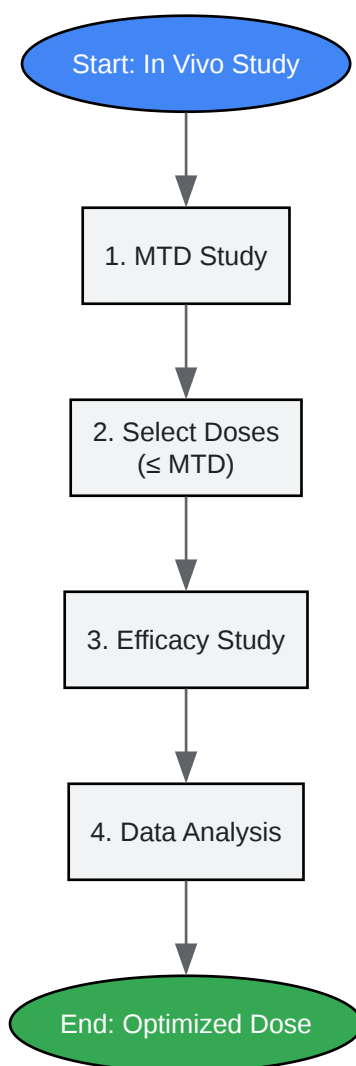 Start: In Vivo Study
1. MTD Study
2. Select Doses
(≤ MTD)
3. Efficacy Study
4. Data Analysis
End: Optimized Dose